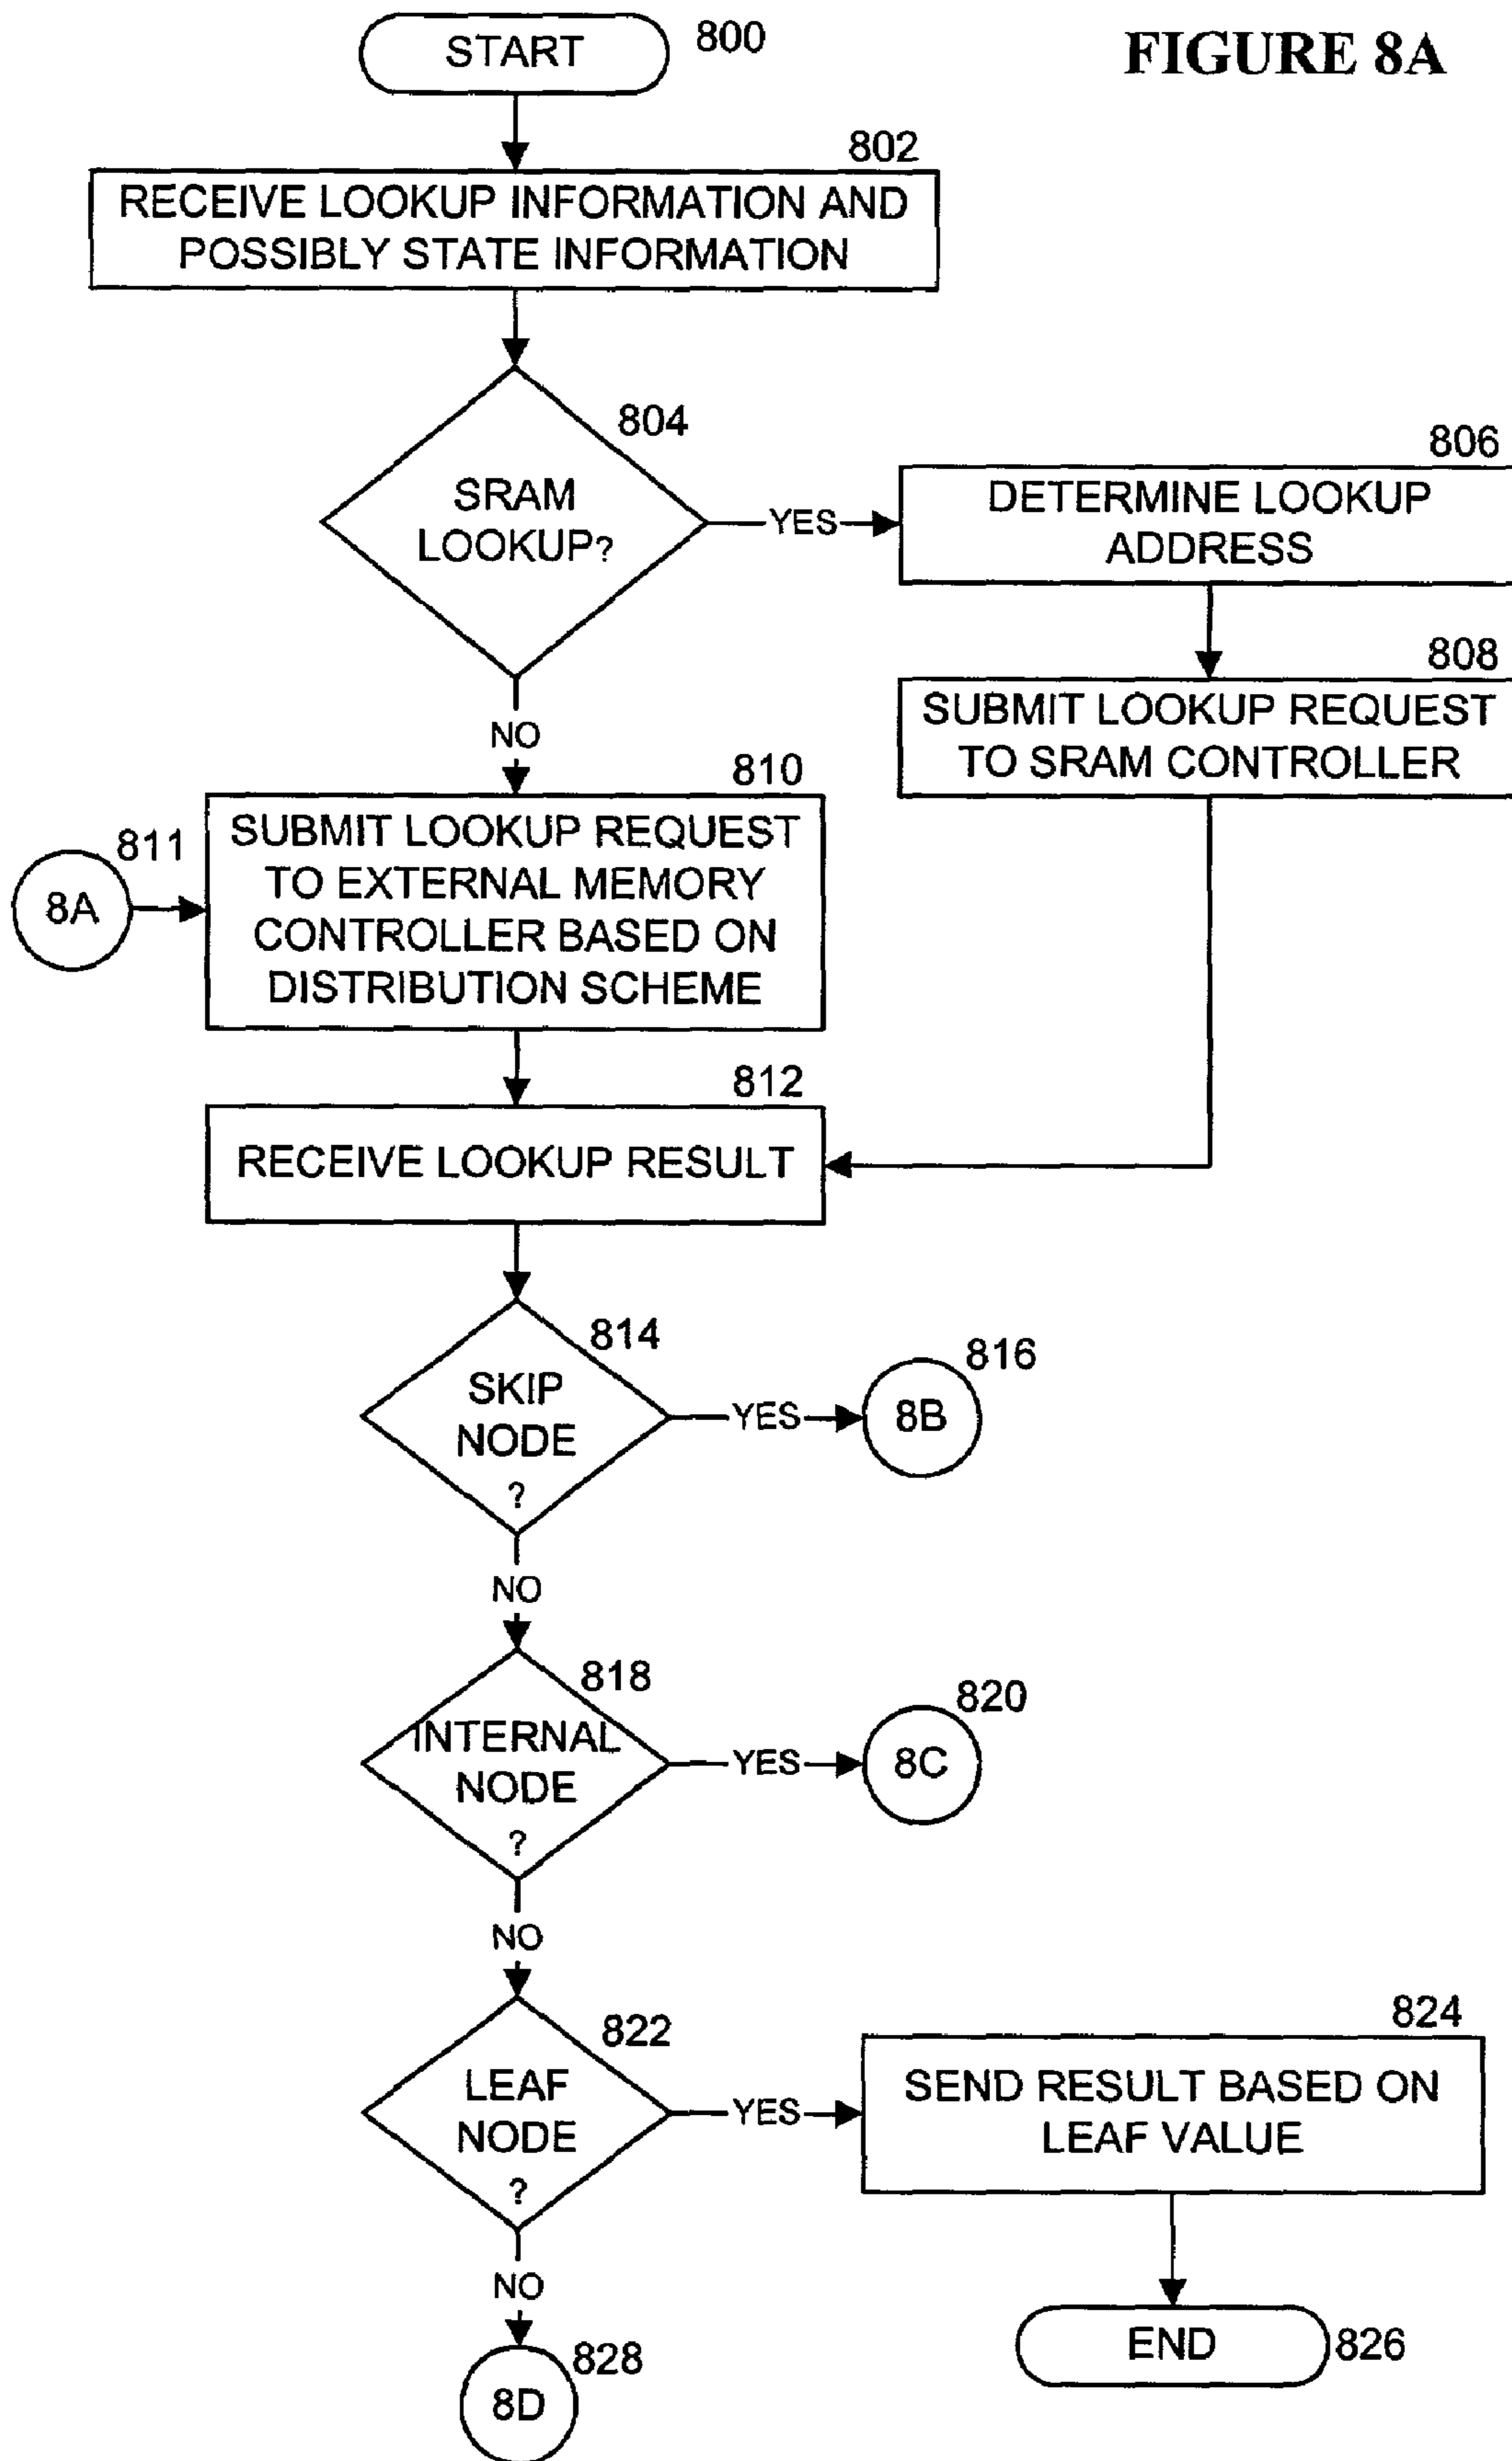 FIGURE 8A
START
800
802
RECEIVE LOOKUP INFORMATION AND
POSSIBLY STATE INFORMATION
804
SRAM
LOOKUP?
YES
806
DETERMINE LOOKUP
ADDRESS
808
SUBMIT LOOKUP REQUEST
TO SRAM CONTROLLER
NO
810
811
8A
SUBMIT LOOKUP REQUEST
TO EXTERNAL MEMORY
CONTROLLER BASED ON
DISTRIBUTION SCHEME
812
RECEIVE LOOKUP RESULT
814
SKIP
NODE
?
YES
816
8B
NO
818
INTERNAL
NODE
?
YES
820
8C
NO
822
LEAF
NODE
?
YES
824
SEND RESULT BASED ON
LEAF VALUE
NO
END
826
828
8D